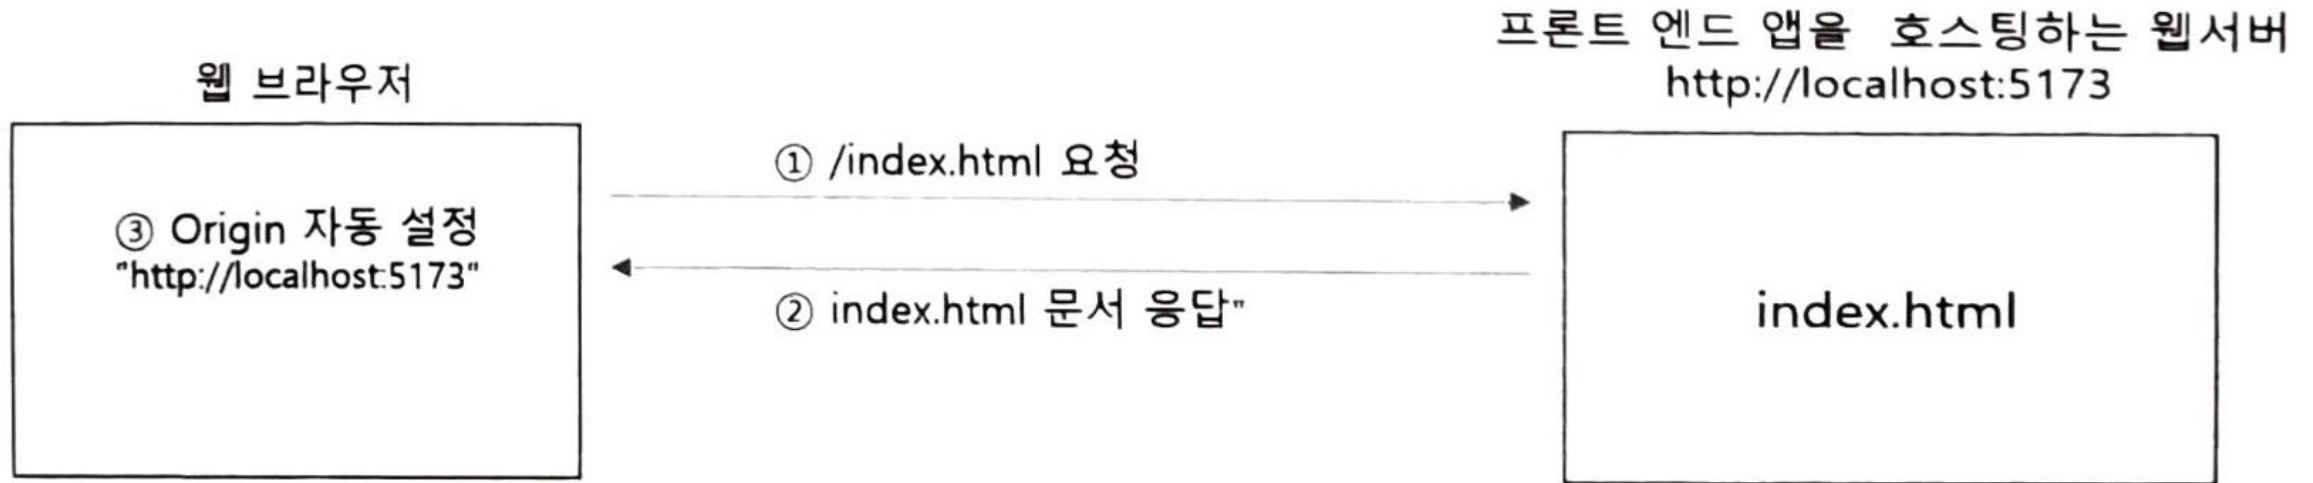 프론트 엔드 앱을 호스팅하는 웹서버
http://localhost:5173
웹 브라우저
① /index.html 요청
③ Origin 자동 설정
"http://localhost:5173"
② index.html 문서 응답"
index.html